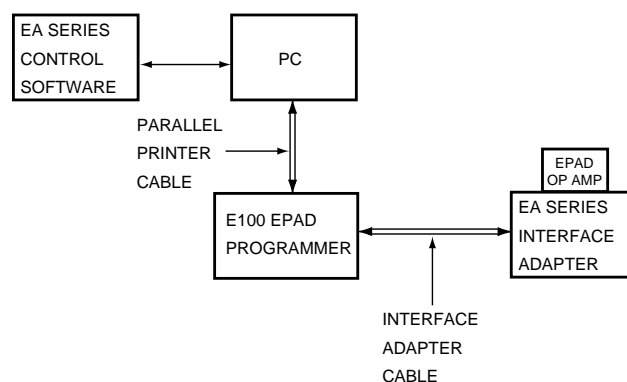 EA SERIES
CONTROL
SOFTWARE
PC
PARALLEL
PRINTER
CABLE
EPAD
OP AMP
E100 EPAD
PROGRAMMER
EA SERIES
INTERFACE
ADAPTER
INTERFACE
ADAPTER
CABLE